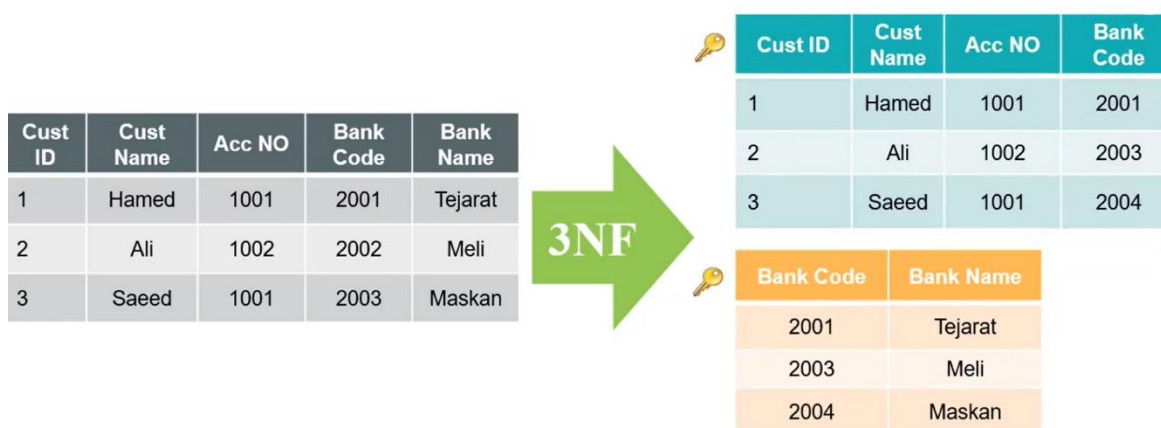 Cust ID Cust Name Acc NO Bank Code Bank Name
1 Hamed 1001 2001 Tejarat
2 Ali 1002 2002 Meli
3 Saeed 1001 2003 Maskan
3NF
Cust ID Cust Name Acc NO Bank Code
1 Hamed 1001 2001
2 Ali 1002 2003
3 Saeed 1001 2004
Bank Code Bank Name
2001 Tejarat
2003 Meli
2004 Maskan